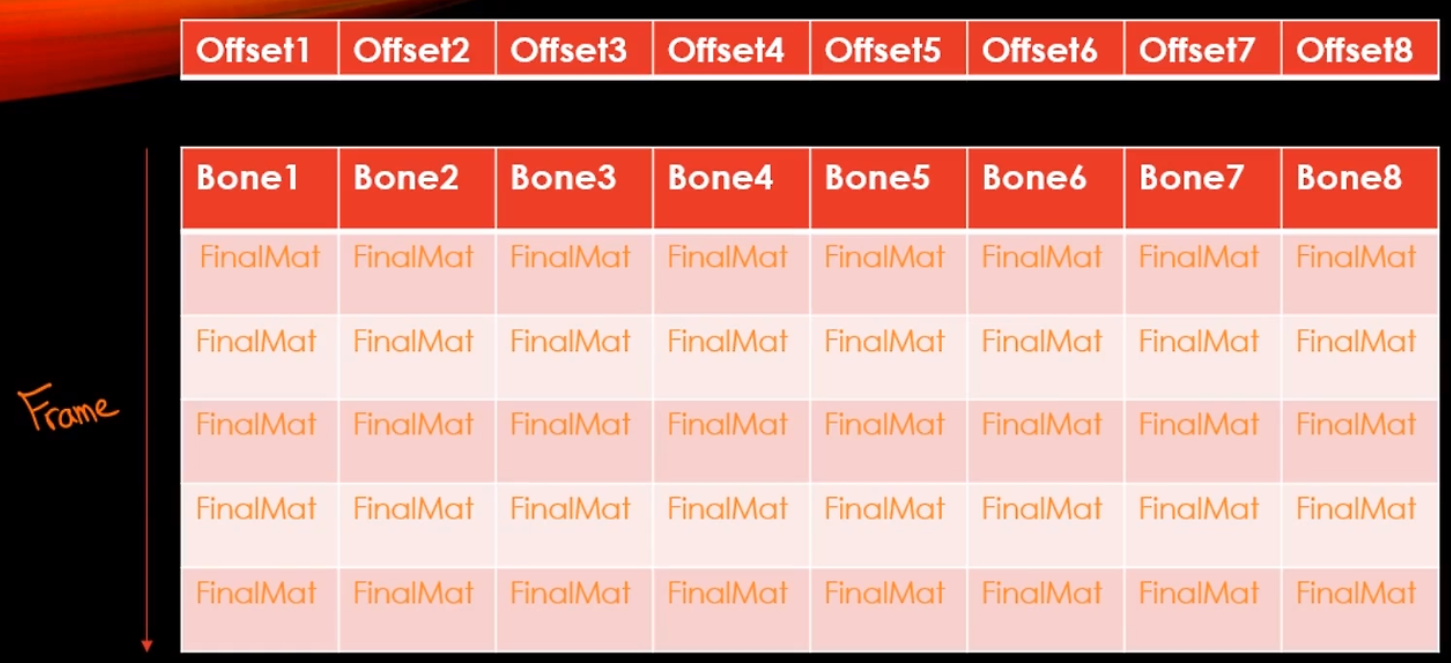 Offset1 Offset2 Offset3 Offset4 Offset5 Offset6 Offset7 Offset8
Bone1 Bone2 Bone3 Bone4 Bone5 Bone6 Bone7 Bone8
FinalMat FinalMat FinalMat FinalMat FinalMat FinalMat FinalMat FinalMat
FinalMat FinalMat FinalMat FinalMat FinalMat FinalMat FinalMat FinalMat
Frame
FinalMat FinalMat FinalMat FinalMat FinalMat FinalMat FinalMat FinalMat
FinalMat FinalMat FinalMat FinalMat FinalMat FinalMat FinalMat FinalMat
FinalMat FinalMat FinalMat FinalMat FinalMat FinalMat FinalMat FinalMat